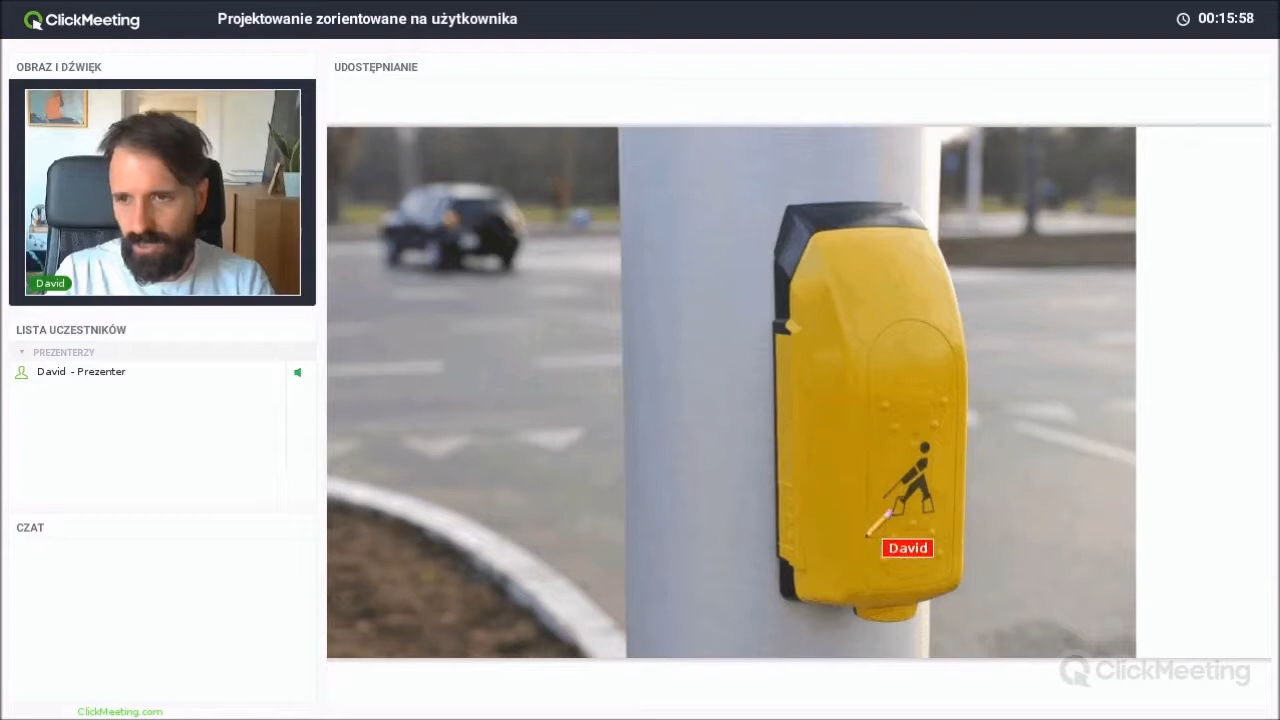 ClickMeeting
Projektowanie zorientowane na użytkownika
00:15:58
OBRAZ I DŹWIĘK
David
LISTA UCZESTNIKÓW
PREZENTERZY
David - Prezenter
CZAT
ClickMeeting.com
UDOSTĘPNIANIE
David
ClickMeeting